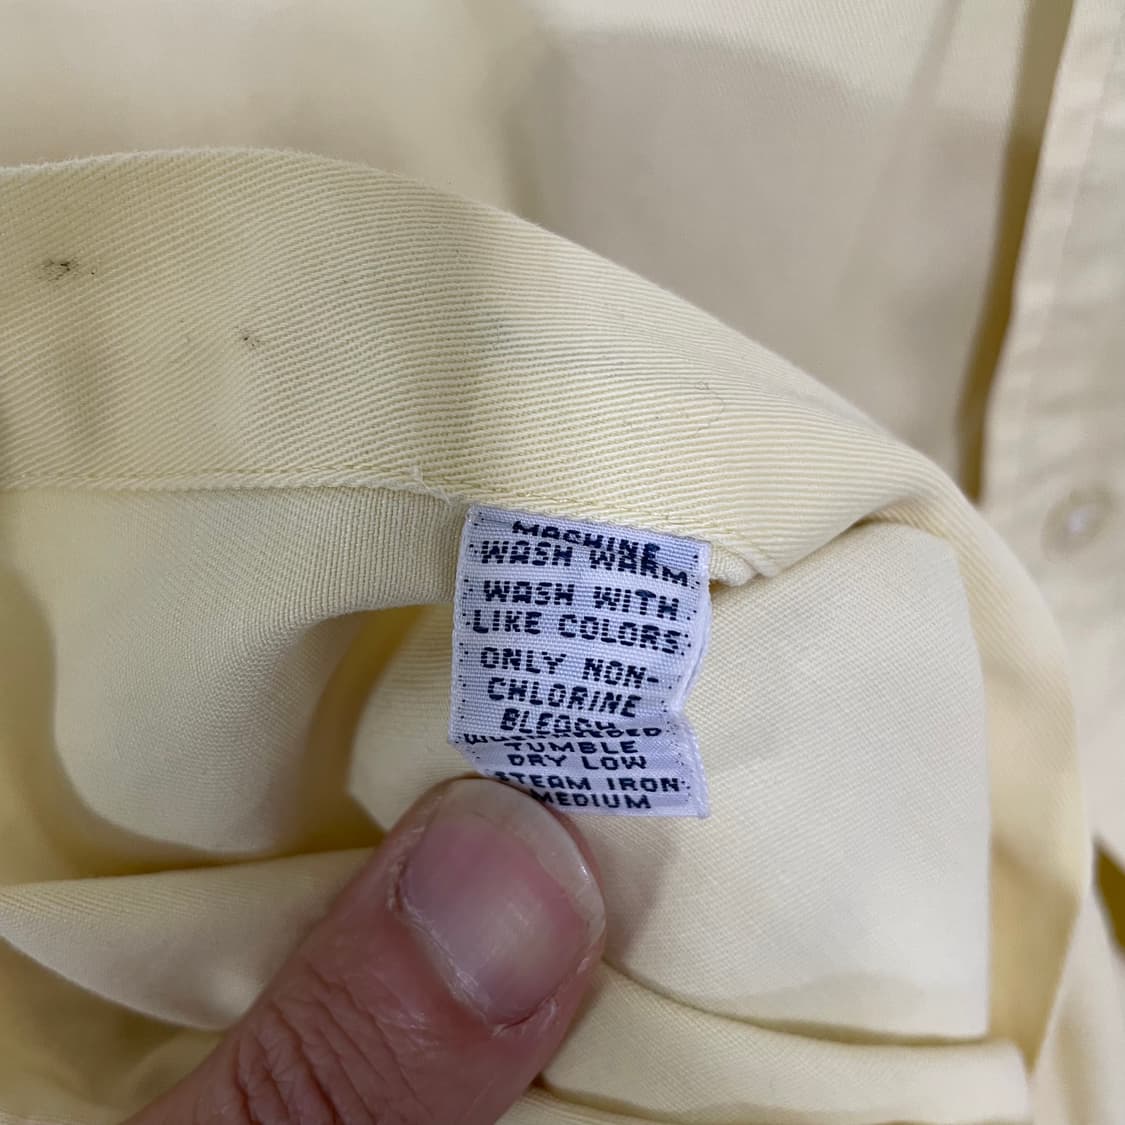 MACHINE
WASH WARM
WASH WITH
LIKE COLORS
ONLY NON-
CHLORINE
BLEACH
TUMBLE
DRY LOW
STEAM IRON
MEDIUM